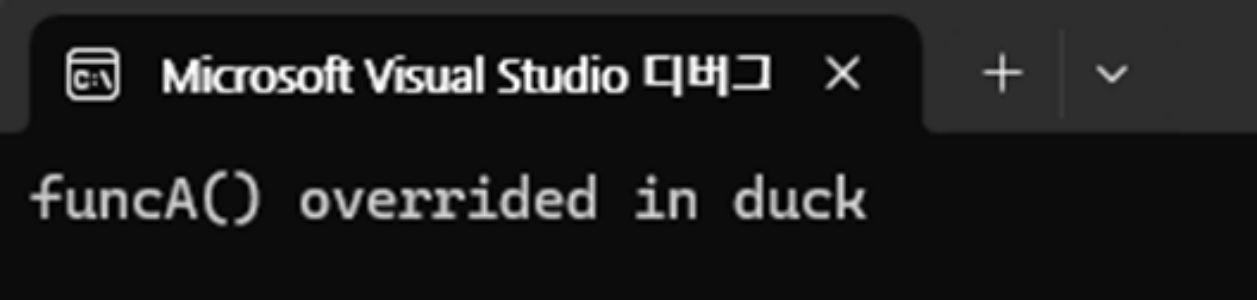 Microsoft Visual Studio 디버그
funcA() overrided in duck